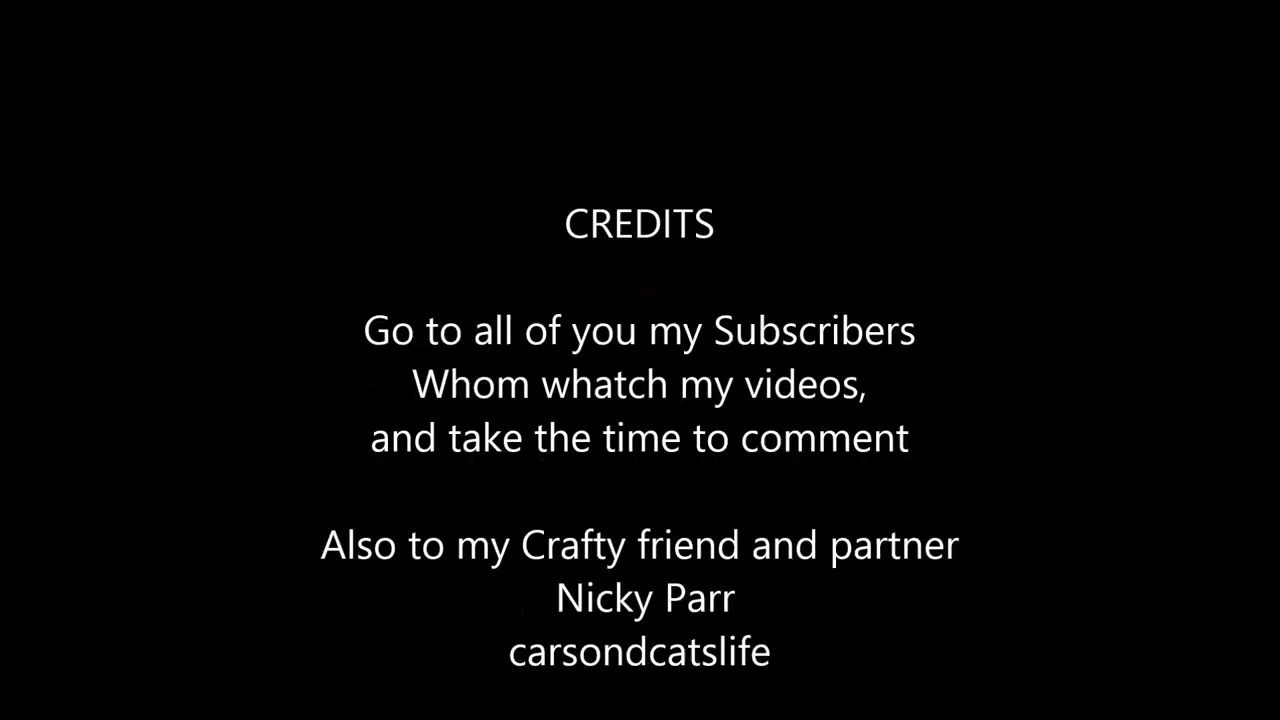 CREDITS
Go to all of you my Subscribers
Whom whatch my videos,
and take the time to comment
Also to my Crafty friend and partner
Nicky Parr
carsondcatslife